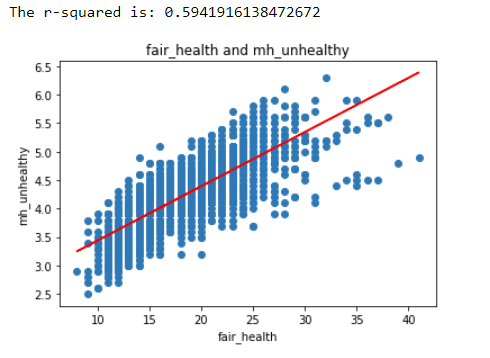 The r-squared is: 0.5941916138472672
fair_health and mh_unhealthy
6.5
6.0
5.5
5.0
4.5
4.0
3.5
3.0
2.5
mh_unhealthy
10 15 20 25 30 35 40
fair_health